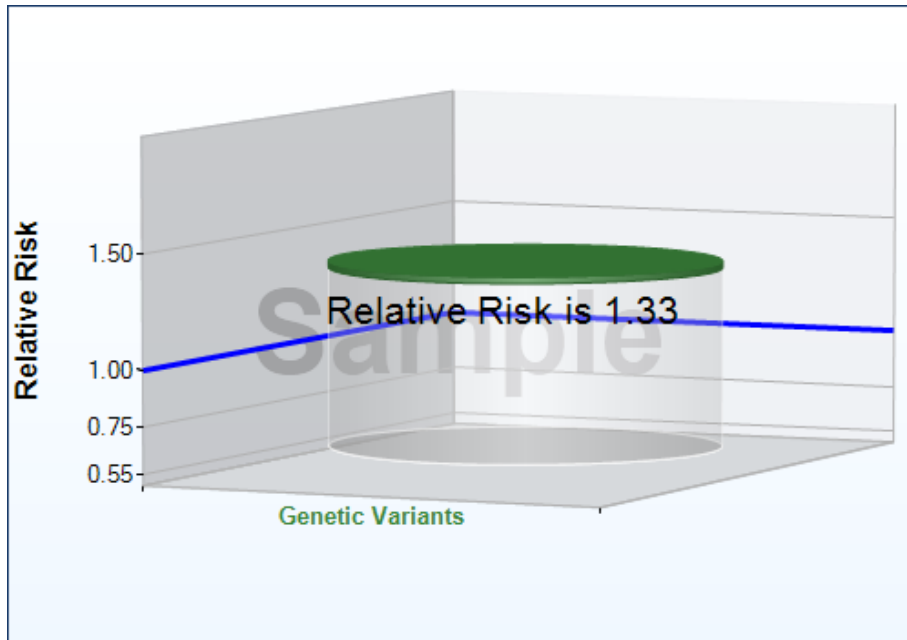 Relative Risk
1.50
1.00
0.75
0.55
Sample
Relative Risk is 1.33
Genetic Variants